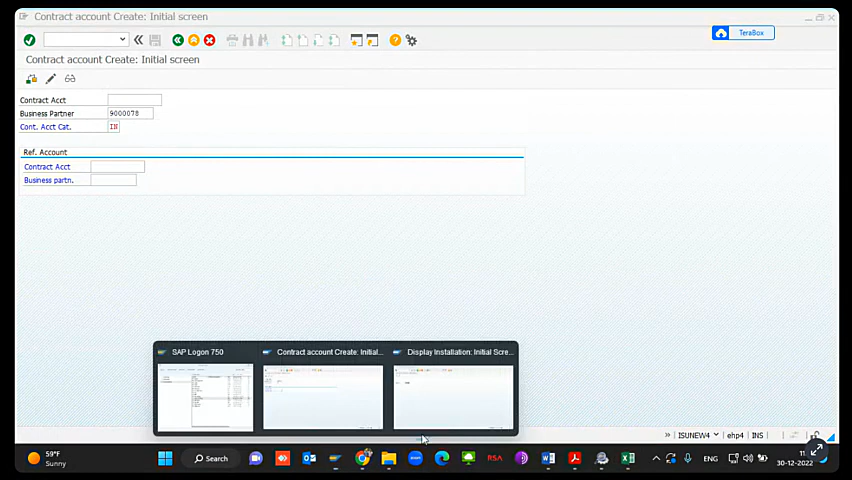 Contract account Create: Initial screen
TeraBox
Contract account Create: Initial screen
Contract Acct
Business Partner 9000078
Cont. Acct Cat. IN
Ref. Account
Contract Acct
Business partn.
SAP Logon 750
Contract account Create: Initial...
Display Installation: Initial Scre...
ISUNEW4 ehp4 INS
59°F
Sunny
Search
RSA
ENG
30-12-2022